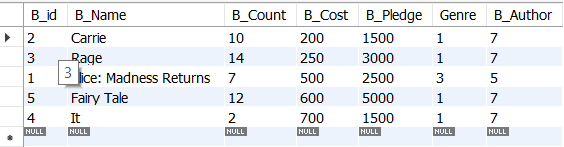 B_id B_Name B_Count B_Cost B_Pledge Genre B_Author
2 Carrie 10 200 1500 1 7
3 Rage 14 250 3000 1 7
3
1 lice: Madness Returns 7 500 2500 3 5
5 Fairy Tale 12 600 5000 1 7
4 It 2 700 1500 1 7
NULL NULL NULL NULL NULL NULL NULL